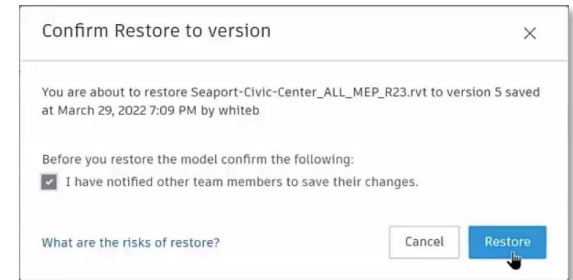 Confirm Restore to version
You are about to restore Seaport-Civic-Center_ALL_MEP_R23.rvt to version 5 saved
at March 29, 2022 7:09 PM by whiteb
Before you restore the model confirm the following:
I have notified other team members to save their changes.
What are the risks of restore?
Cancel
Restore